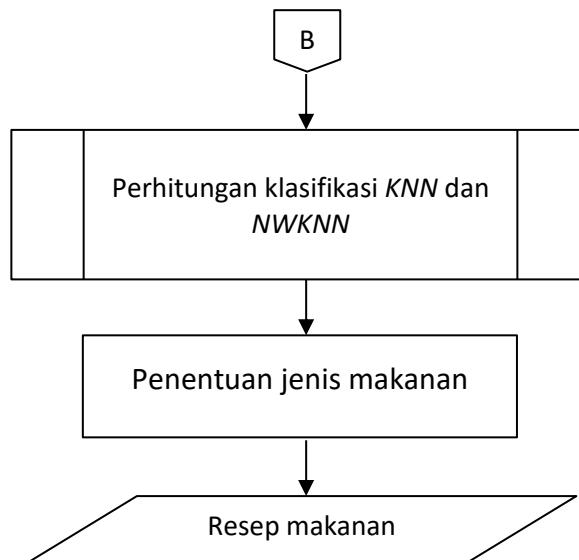 B
Perhitungan klasifikasi KNN dan
NWKNN
Penentuan jenis makanan
Resep makanan